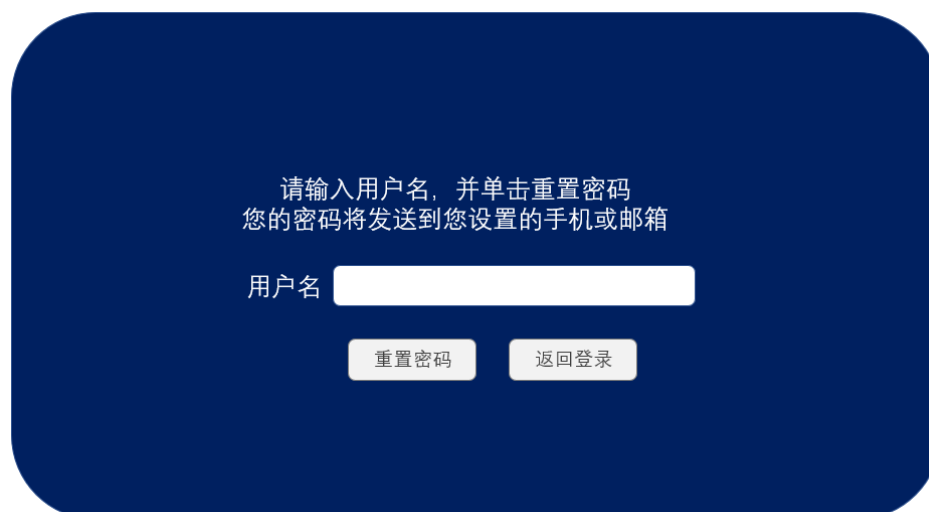 请输入用户名，并单击重置密码
您的密码将发送到您设置的手机或邮箱
用户名
重置密码 返回登录